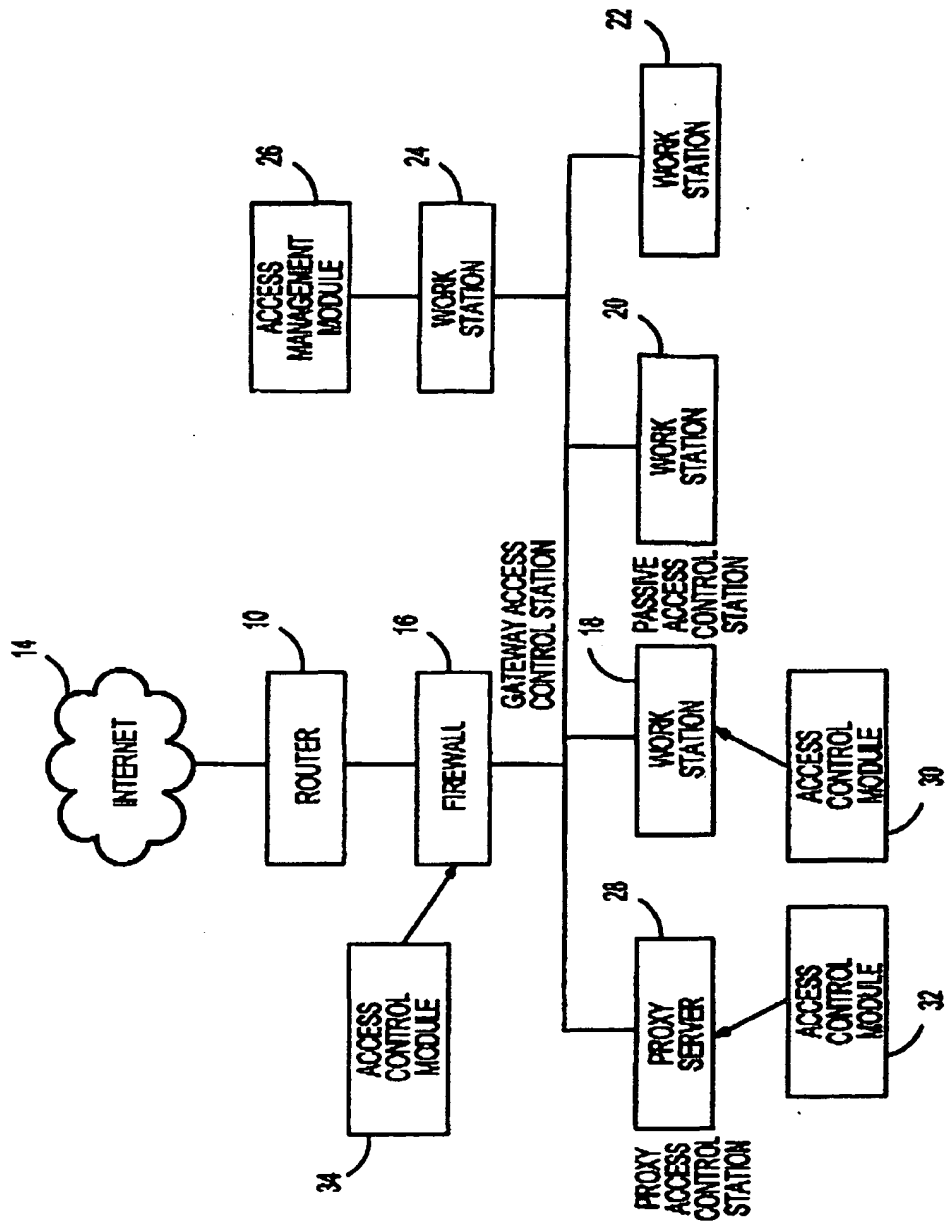 14
INTERNET
10
ROUTER
16
FIREWALL
34
ACCESS
CONTROL
MODULE
26
ACCESS
MANAGEMENT
MODULE
24
WORK
STATION
GATEWAY ACCESS
CONTROL STATION
28
PROXY
SERVER
PROXY
ACCESS
CONTROL
STATION
18
WORK
STATION
PASSIVE
ACCESS
CONTROL
STATION
20
WORK
STATION
22
WORK
STATION
ACCESS
CONTROL
MODULE
32
ACCESS
CONTROL
MODULE
30